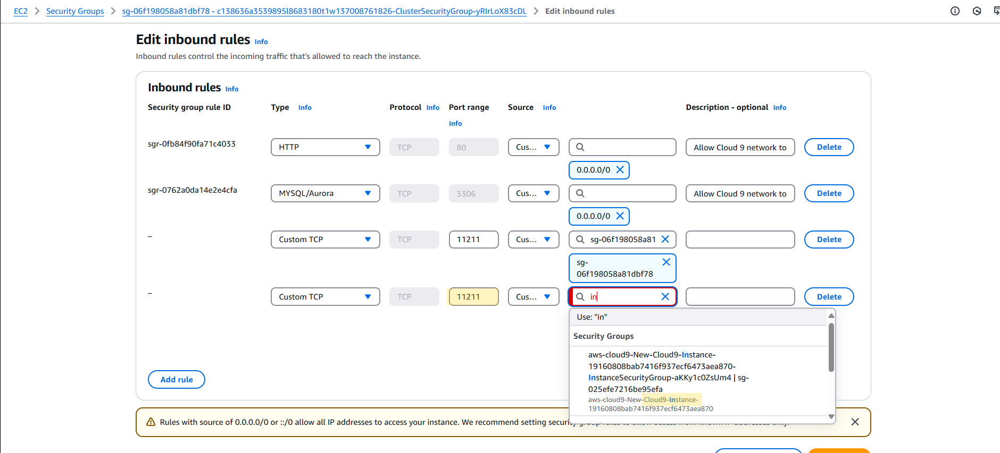 EC2 > Security Groups > sg-06f198058a81dbf78 - c138636a3539895l8683180t1w137008761826-ClusterSecurityGroup-yRIrLoX83cDL > Edit inbound rules
Edit inbound rules Info
Inbound rules control the incoming traffic that's allowed to reach the instance.
Inbound rules Info
Security group rule ID Type Info Protocol Info Port range Info Source Info Description - optional Info
sgr-0fb84f90fa71c4033 HTTP TCP 80 Cus... Allow Cloud 9 network to Delete
0.0.0.0/0
sgr-0762a0da14e2e4cfa MYSQL/Aurora TCP 3306 Cus... Allow Cloud 9 network to Delete
0.0.0.0/0
– Custom TCP TCP 11211 Cus... sg-06f198058a81 Delete
sg-
06f198058a81dbf78
– Custom TCP TCP 11211 Cus... in Delete
Use: "in"
Security Groups
aws-cloud9-New-Cloud9-Instance-
19160808bab7416f937ecf6473aea870-
InstanceSecurityGroup-aKKy1c0ZsUm4 | sg-
025efe7216be95efa
aws-cloud9-New-Cloud9-Instance-
19160808bab7416f937ecf6473aea870
Add rule
Rules with source of 0.0.0.0/0 or ::/0 allow all IP addresses to access your instance. We recommend setting security